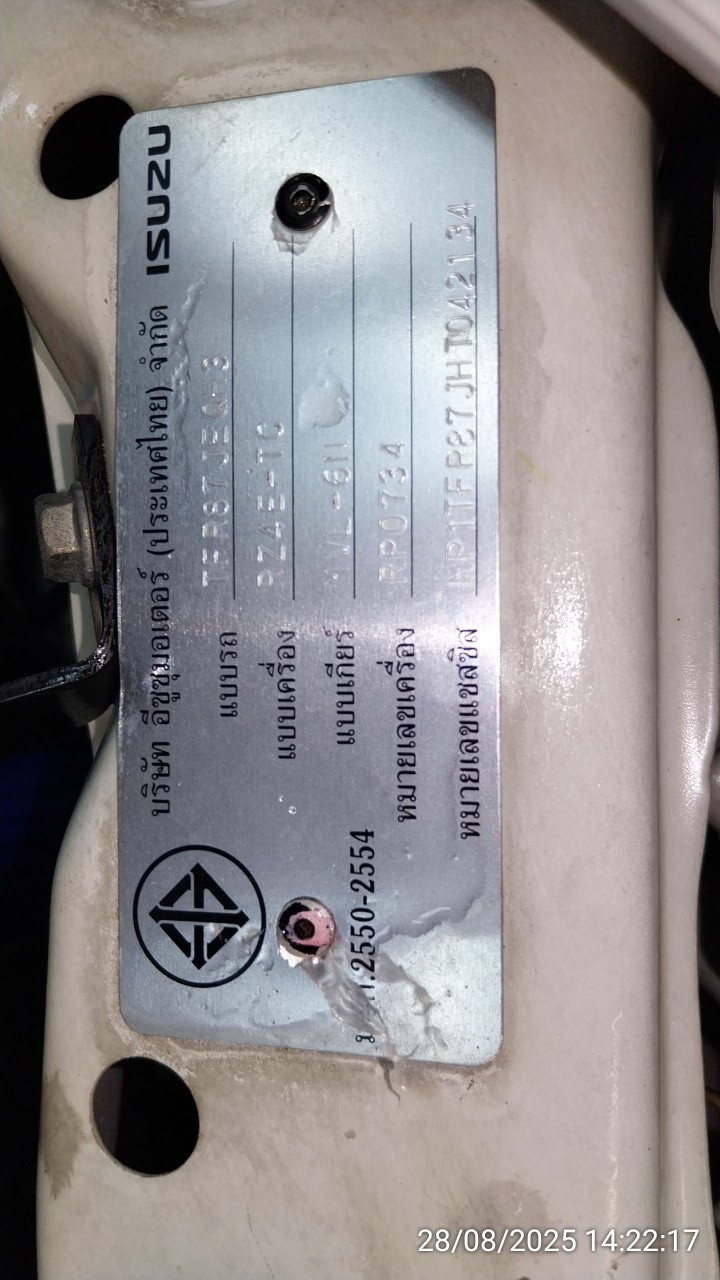 บริษัท อีซูซุมอเตอร์ (ประเทศไทย) จำกัด ISUZU
แบบรถ TFR87JEQ-3
แบบเครื่อง RZ4E-TC
แบบเกียร์
หมายเลขเครื่อง RP0734
หมายเลขแชสซิส MP1TFR87JHT042134
2550-2554
28/08/2025 14:22:17